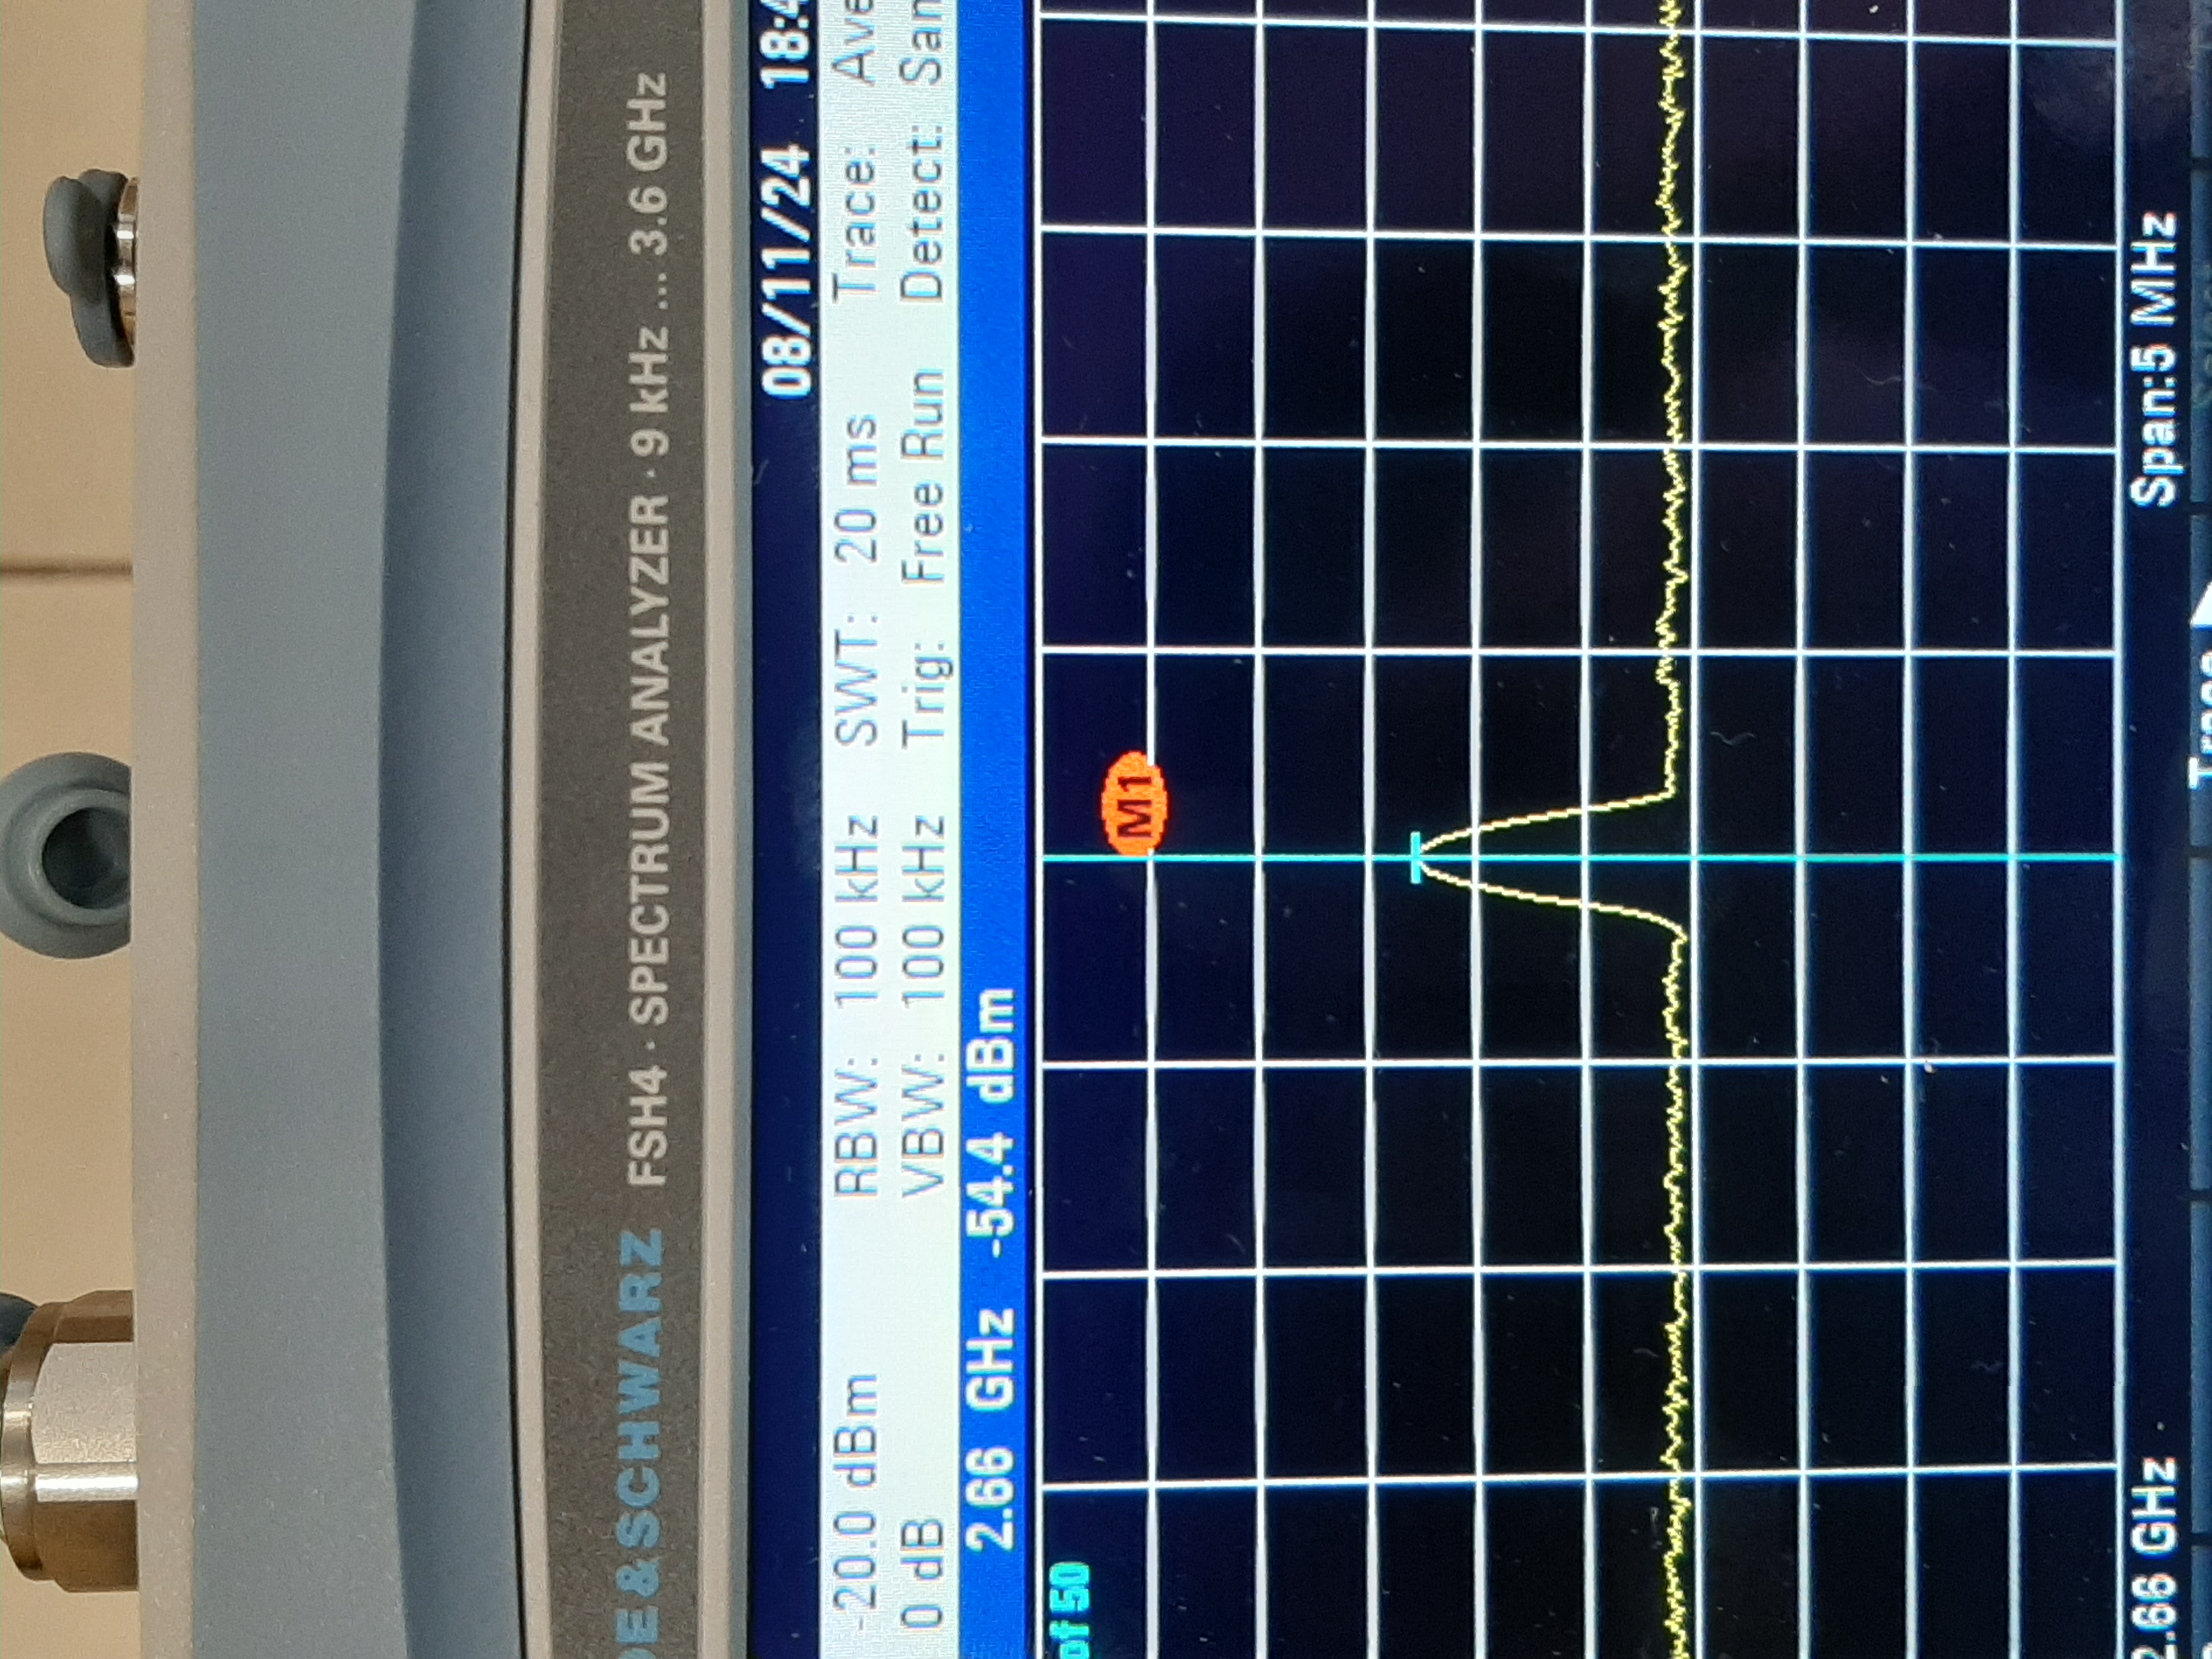 DE & SCHWARZ FSH4 · SPECTRUM ANALYZER · 9 kHz ... 3.6 GHz
08/11/24 18:4
-20.0 dBm RBW: 100 kHz SWT: 20 ms Trace: Ave
0 dB VBW: 100 kHz Trig: Free Run Detect: Sam
2.66 GHz -54.4 dBm
of 50
M1
2.66 GHz Span:5 MHz